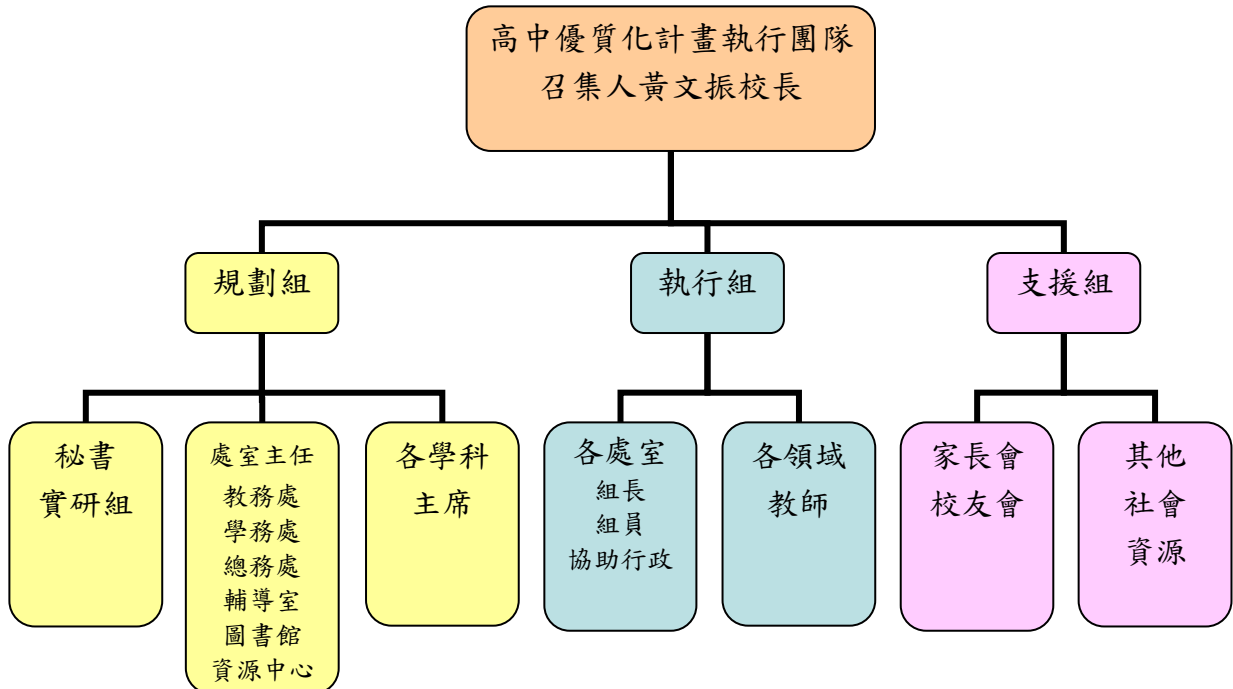 高中優質化計畫執行團隊
召集人黃文振校長
規劃組
執行組
支援組
秘書
實研組
處室主任
教務處
學務處
總務處
輔導室
圖書館
資源中心
各學科
主席
各處室
組長
組員
協助行政
各領域
教師
家長會
校友會
其他
社會
資源